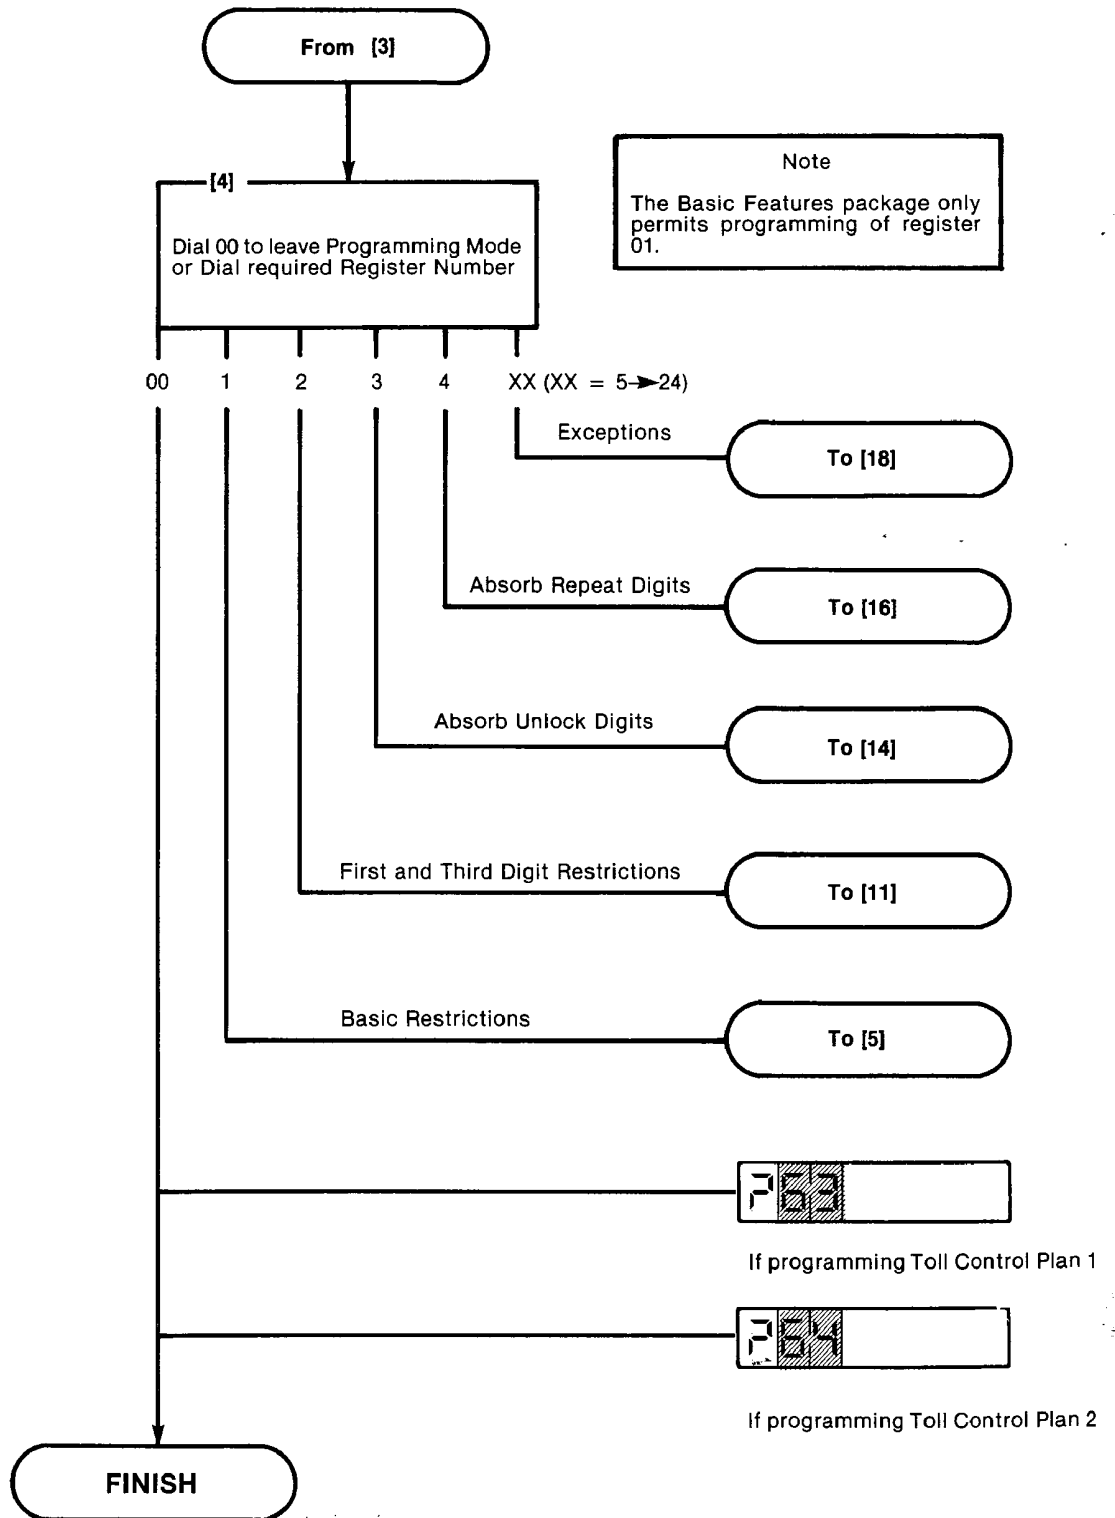 From [3]
Note
The Basic Features package only
permits programming of register
01.
[4]
Dial 00 to leave Programming Mode
or Dial required Register Number
00 1 2 3 4 XX (XX = 5→24)
Exceptions
To [18]
Absorb Repeat Digits
To [16]
Absorb Unlock Digits
To [14]
First and Third Digit Restrictions
To [11]
Basic Restrictions
To [5]
P63
If programming Toll Control Plan 1
P64
If programming Toll Control Plan 2
FINISH